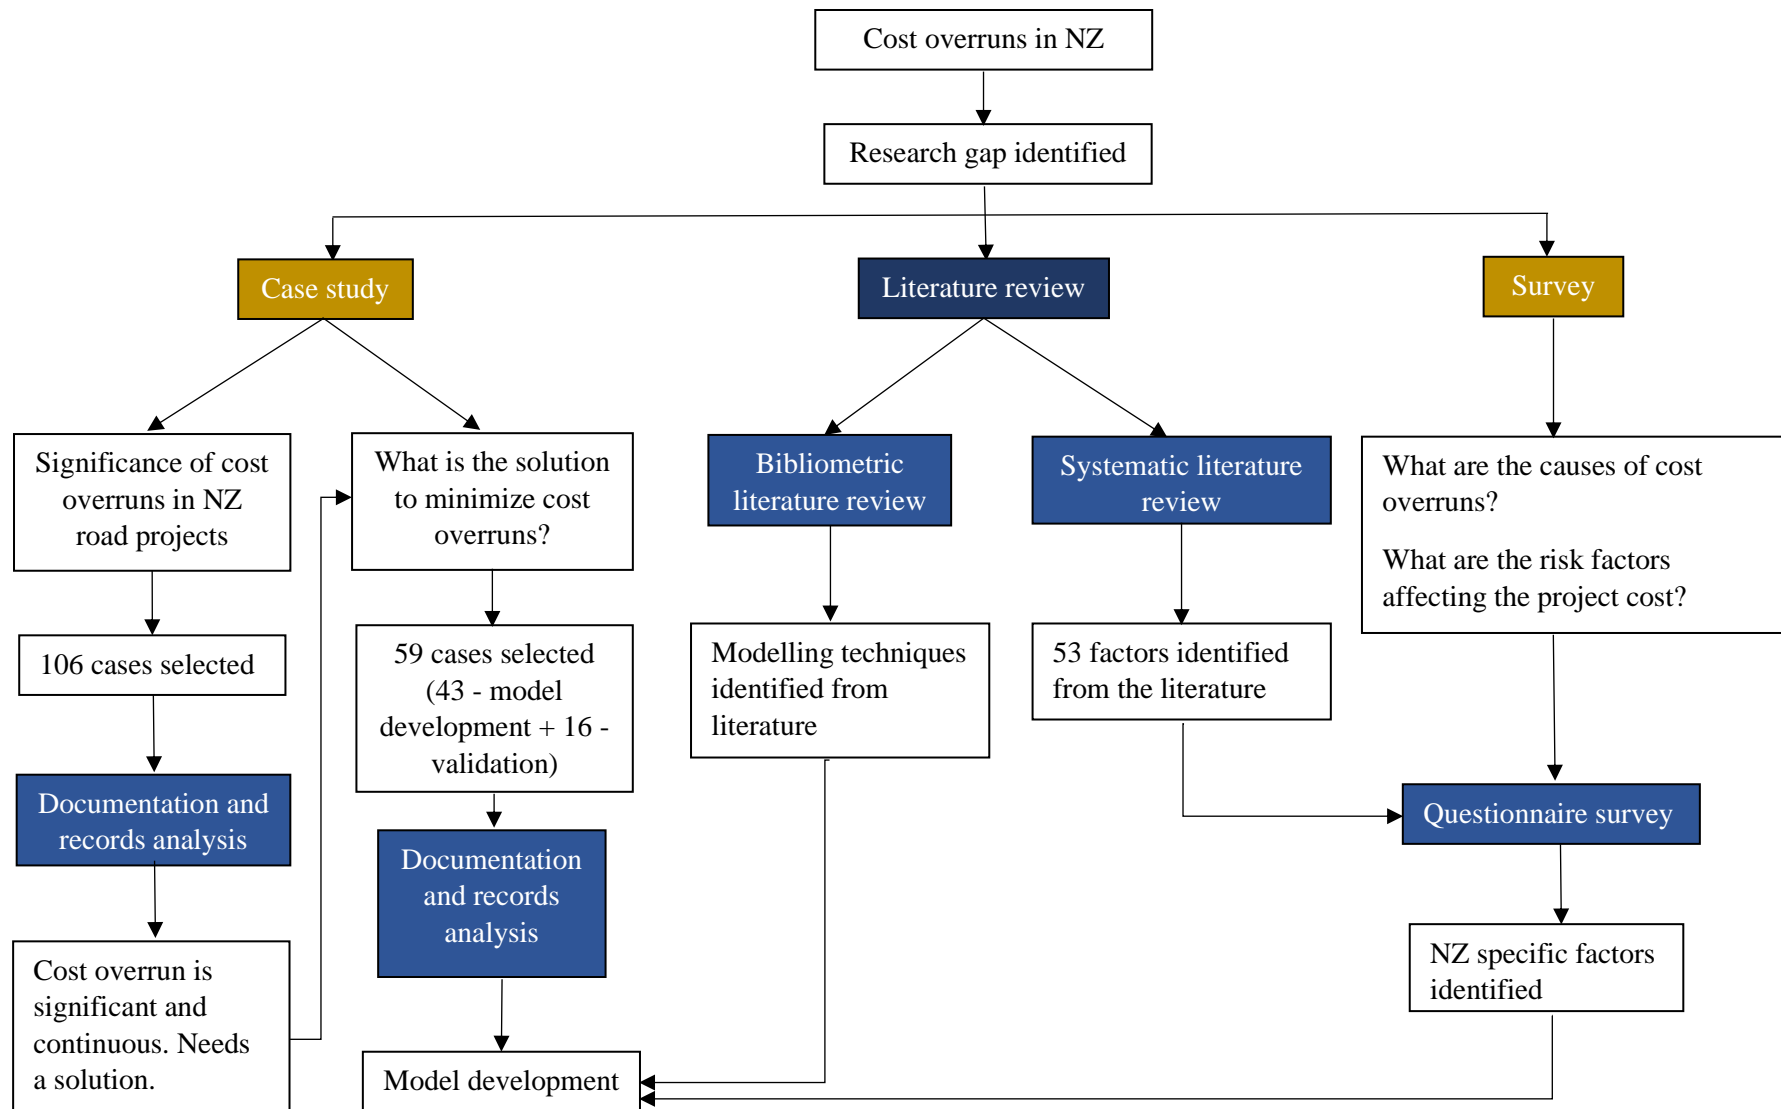 Cost overruns in NZ
Research gap identified
Case study
Literature review
Survey
Significance of cost
overruns in NZ
road projects
What is the solution
to minimize cost
overruns?
Bibliometric
literature review
Systematic literature
review
What are the causes of cost
overruns?
What are the risk factors
affecting the project cost?
106 cases selected
59 cases selected
(43 - model
development + 16 -
validation)
Modelling techniques
identified from
literature
53 factors identified
from the literature
Documentation and
records analysis
Documentation
and records
analysis
Questionnaire survey
Cost overrun is
significant and
continuous. Needs
a solution.
NZ specific factors
identified
Model development